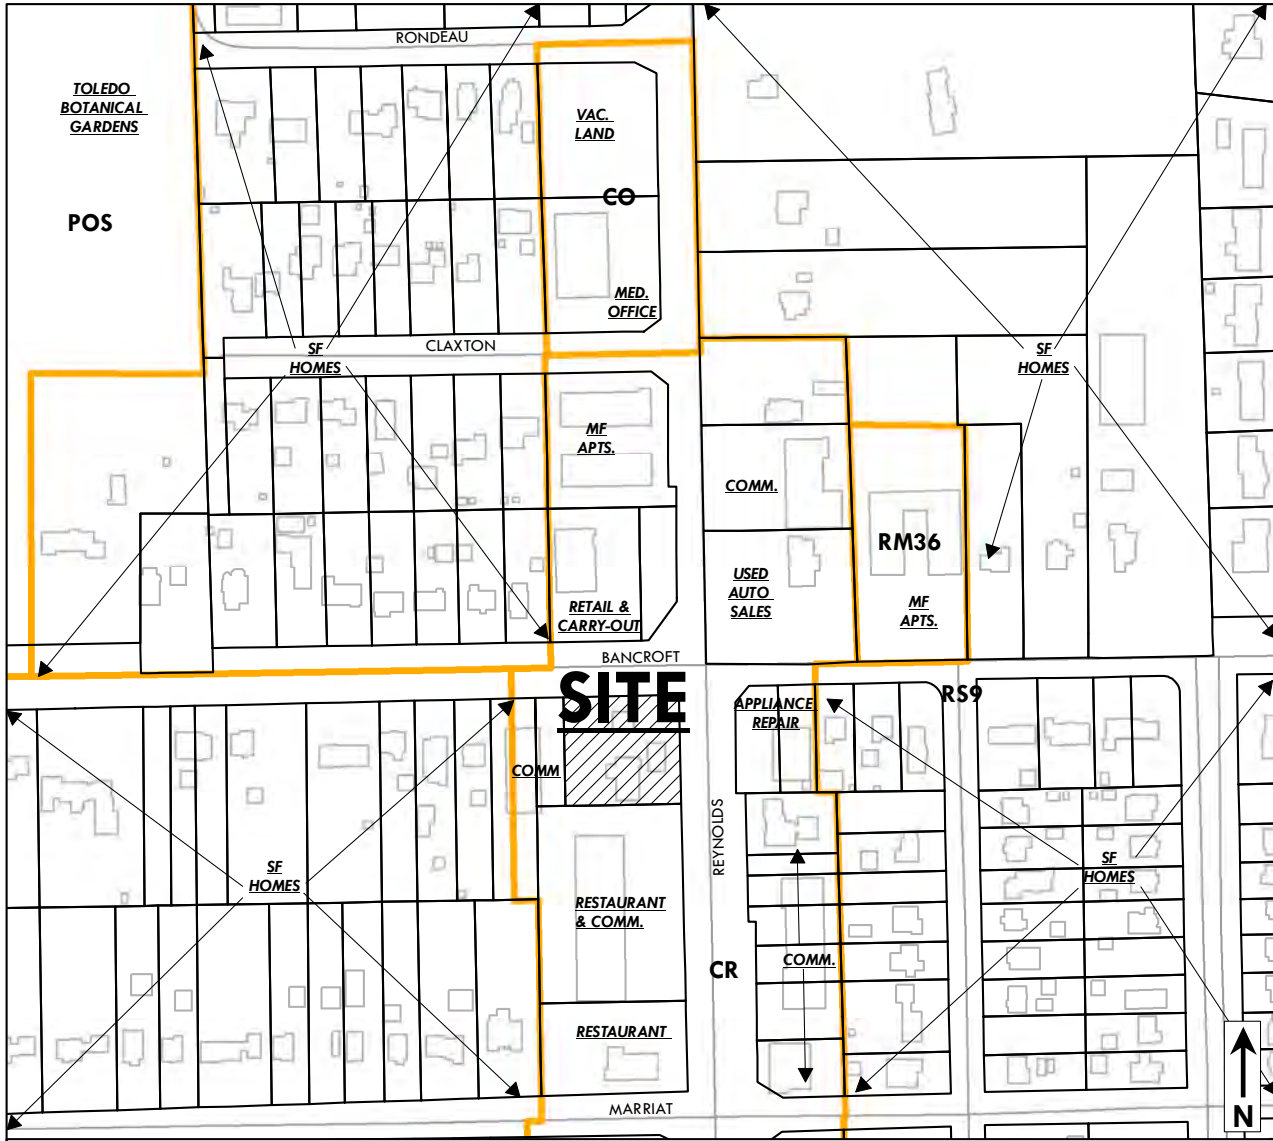 RONDEAU
TOLEDO
BOTANICAL
GARDENS
VAC.
LAND
CO
POS
MED.
OFFICE
CLAXTON
SF
HOMES
SF
HOMES
MF
APTS.
COMM.
RM36
USED
AUTO
SALES
MF
APTS.
RETAIL &
CARRY-OUT
BANCROFT
SITE
RS9
APPLIANCE
REPAIR
COMM
REYNOLDS
SF
HOMES
SF
HOMES
RESTAURANT
& COMM.
COMM.
CR
RESTAURANT
MARRIAT
N